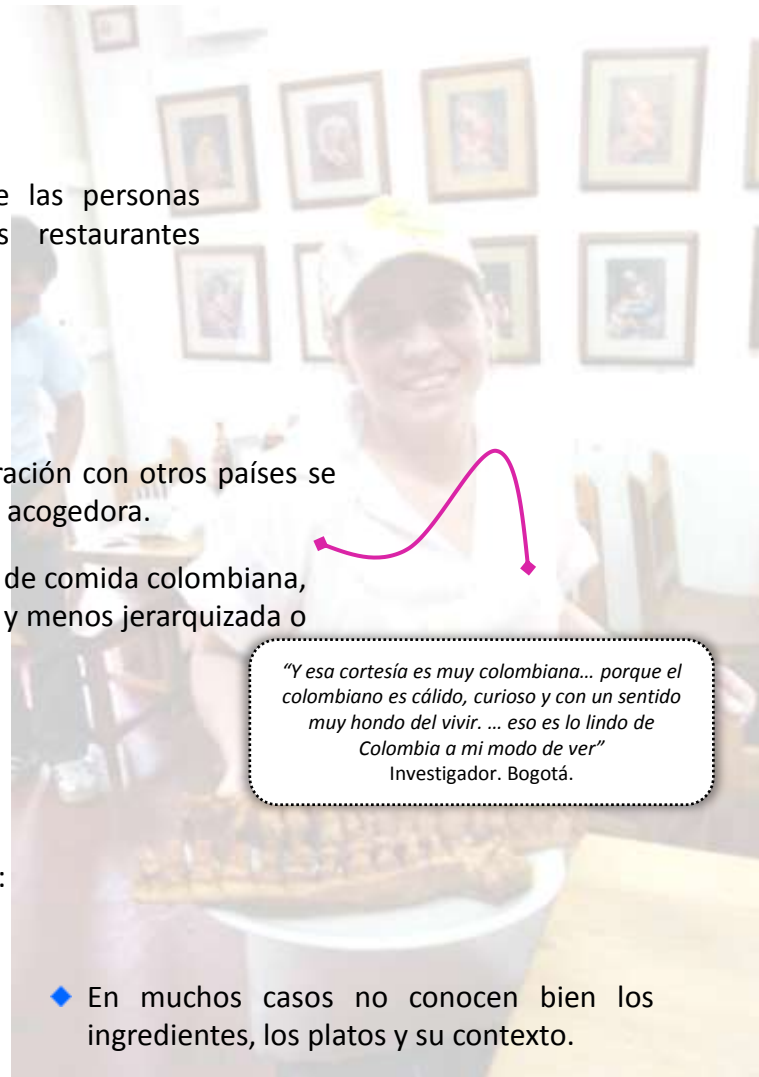 e las personas
s restaurantes
ración con otros países se
acogedora.
de comida colombiana,
y menos jerarquizada o
“Y esa cortesía es muy colombiana... porque el
colombiano es cálido, curioso y con un sentido
muy hondo del vivir. ... eso es lo lindo de
Colombia a mi modo de ver”
Investigador. Bogotá.
:
En muchos casos no conocen bien los
ingredientes, los platos y su contexto.